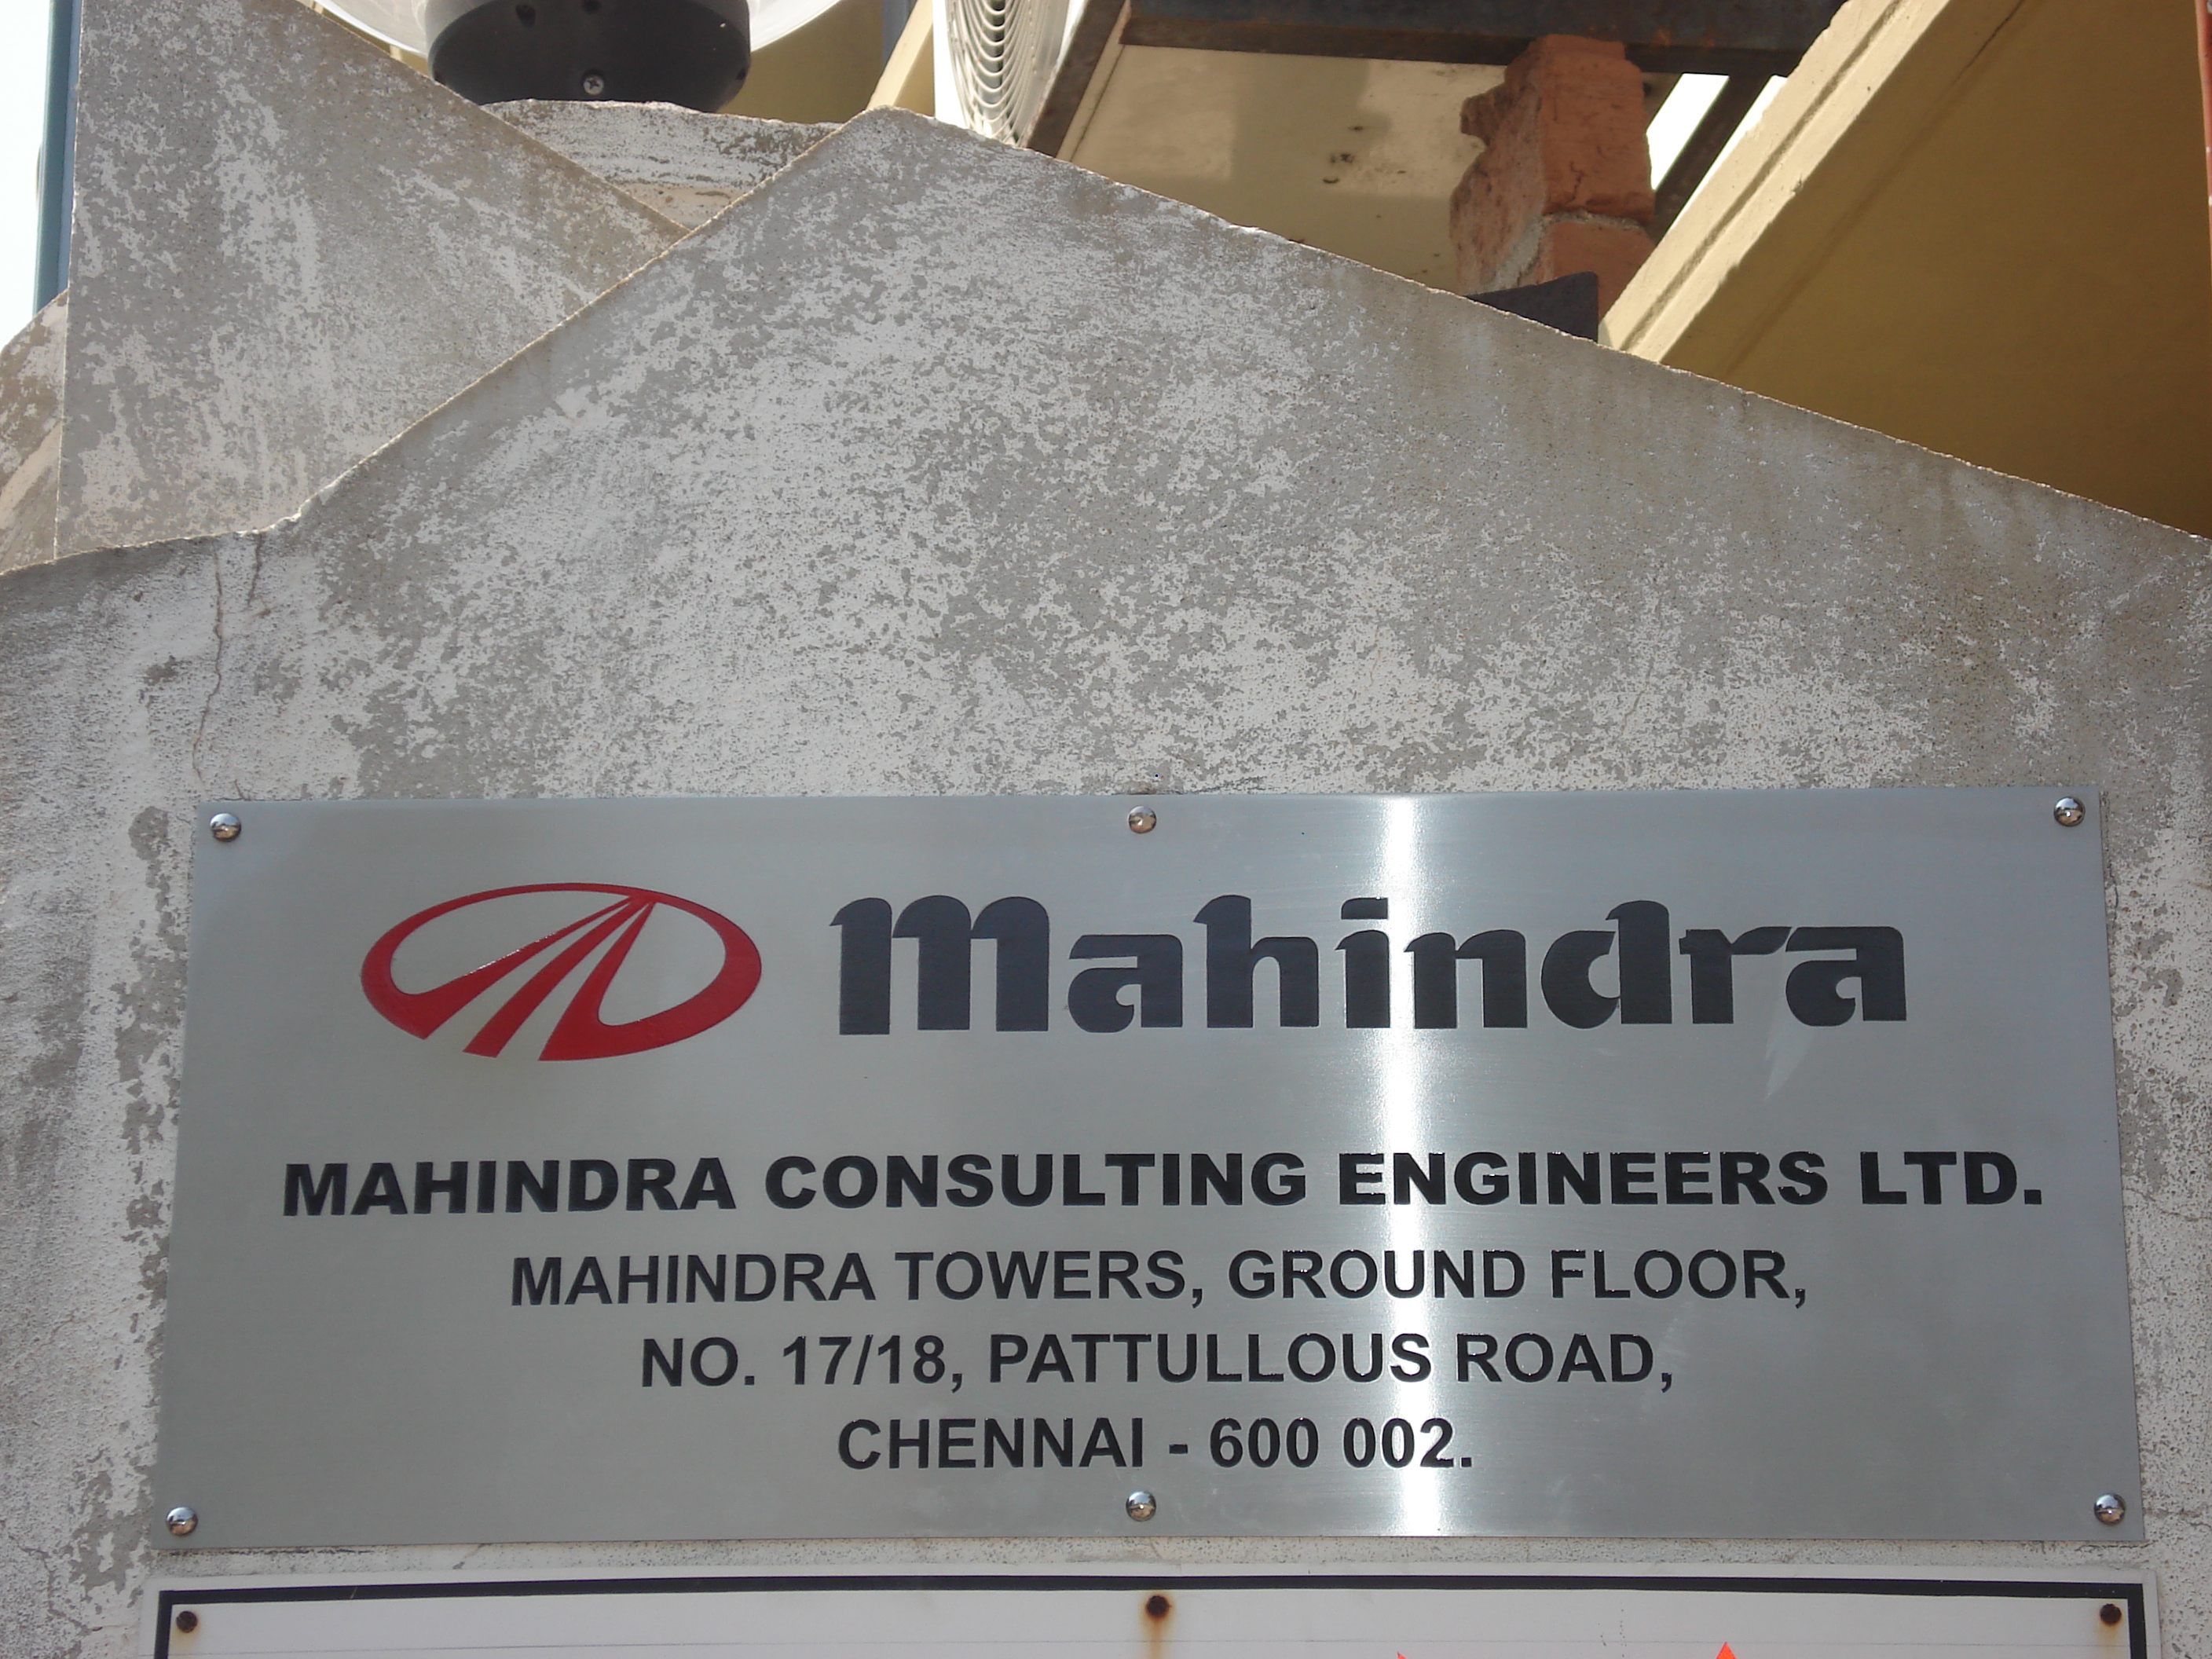 mahindra
MAHINDRA CONSULTING ENGINEERS LTD.
MAHINDRA TOWERS, GROUND FLOOR,
NO. 17/18, PATTULLOUS ROAD,
CHENNAI - 600 002.